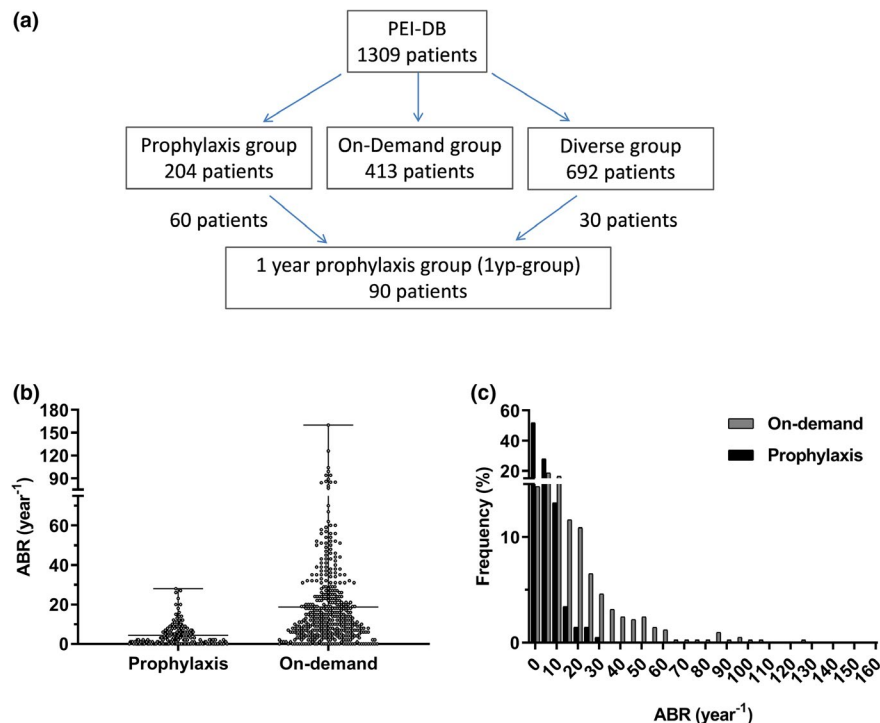 (a)
PEI-DB
1309 patients
Prophylaxis group
204 patients
On-Demand group
413 patients
Diverse group
692 patients
60 patients
30 patients
1 year prophylaxis group (1yp-group)
90 patients
(b)
180
150
120
90
60
40
20
0
ABR (year-1)
Prophylaxis
On-demand
(c)
60
40
20
10
0
Frequency (%)
On-demand
Prophylaxis
0
10
20
30
40
50
60
70
80
90
100
110
120
130
140
150
160
ABR (year-1)